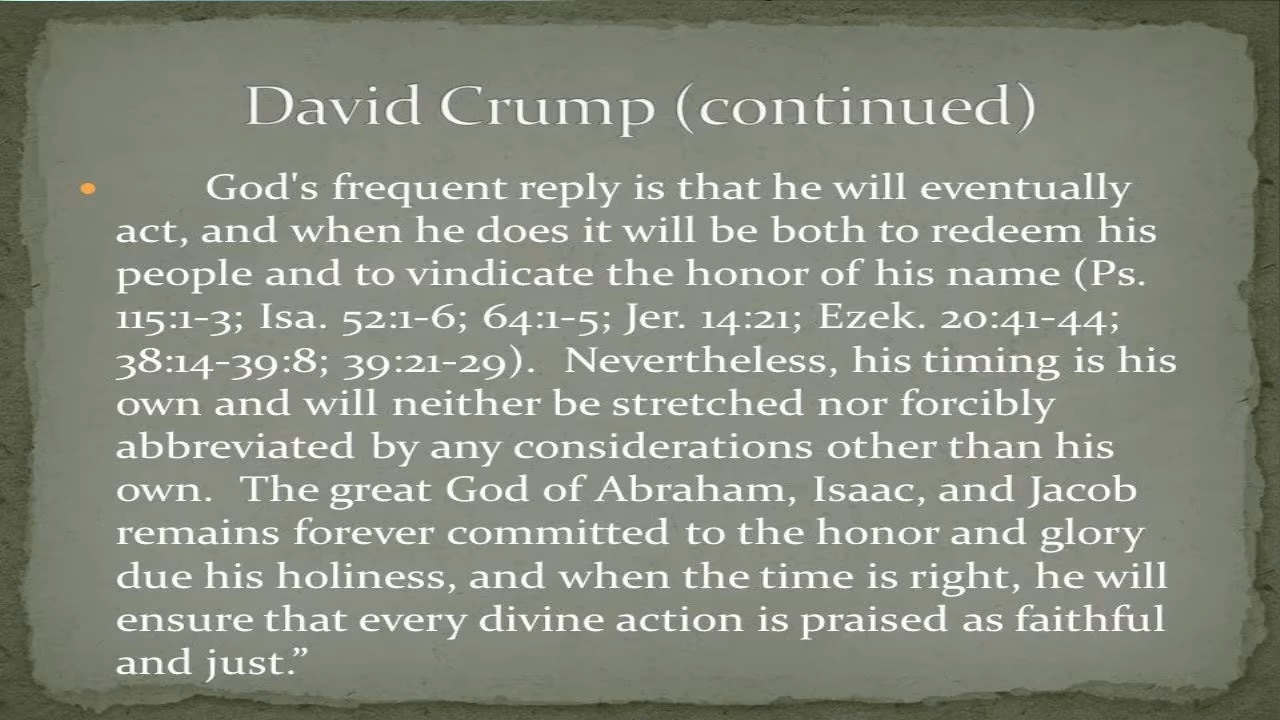 David Crump (continued)
• God's frequent reply is that he will eventually
act, and when he does it will be both to redeem his
people and to vindicate the honor of his name (Ps.
115:1-3; Isa. 52:1-6; 64:1-5; Jer. 14:21; Ezek. 20:41-44;
38:14-39:8; 39:21-29).  Nevertheless, his timing is his
own and will neither be stretched nor forcibly
abbreviated by any considerations other than his
own.  The great God of Abraham, Isaac, and Jacob
remains forever committed to the honor and glory
due his holiness, and when the time is right, he will
ensure that every divine action is praised as faithful
and just.”